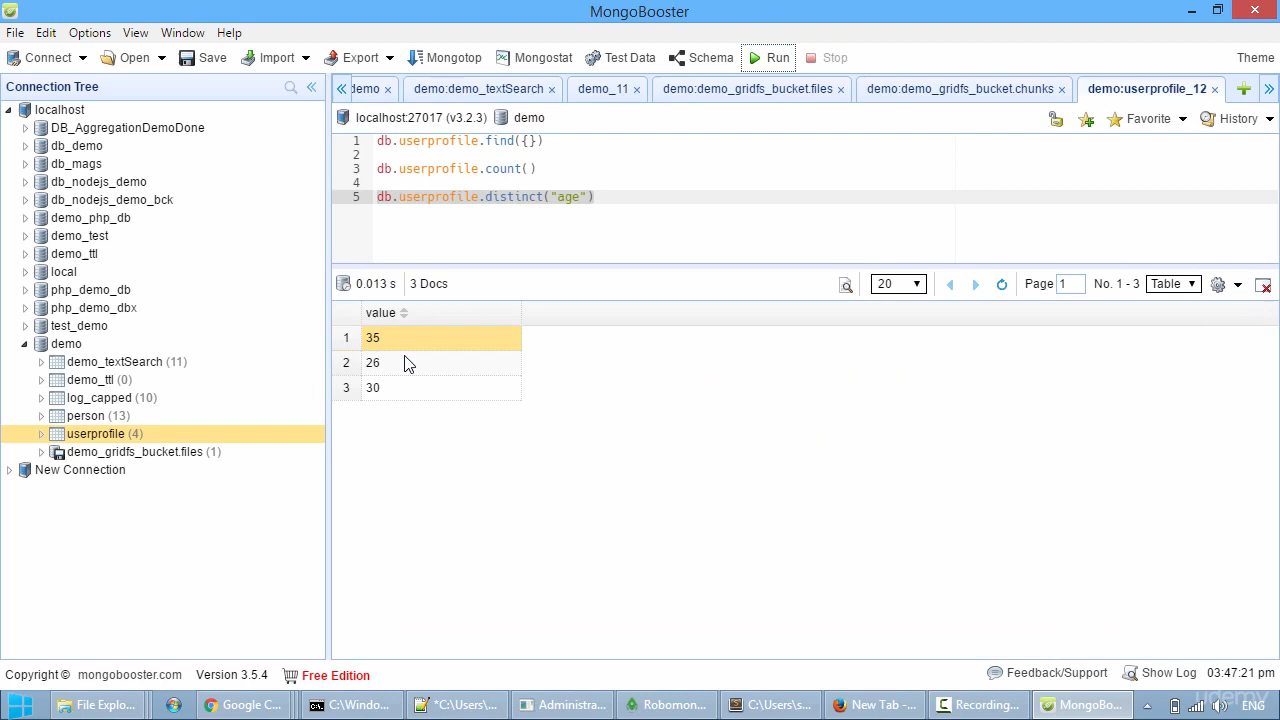 MongoBooster
File Edit Options View Window Help
Connect Open Save Import Export Mongotop Mongostat Test Data Schema Run Stop Theme
Connection Tree
localhost
DB_AggregationDemoDone
db_demo
db_mags
db_nodejs_demo
db_nodejs_demo_bck
demo_php_db
demo_test
demo_ttl
local
php_demo_db
php_demo_dbx
test_demo
demo
demo_textSearch (11)
demo_ttl (0)
log_capped (10)
person (13)
userprofile (4)
demo_gridfs_bucket.files (1)
New Connection
demo × demo:demo_textSearch × demo_11 × demo:demo_gridfs_bucket.files × demo:demo_gridfs_bucket.chunks × demo:userprofile_12 ×
localhost:27017 (v3.2.3) demo Favorite History
1 db.userprofile.find({})
2
3 db.userprofile.count()
4
5 db.userprofile.distinct("age")
0.013 s 3 Docs 20 Page 1 No. 1 - 3 Table
value
1 35
2 26
3 30
Copyright © mongobooster.com Version 3.5.4 Free Edition Feedback/Support Show Log 03:47:21 pm
File Explo... Google C... C:\Windo... *C:\Users\... Administra... Robomon... C:\Users\s... New Tab - ... Recording... MongoBo... ENG
udemy